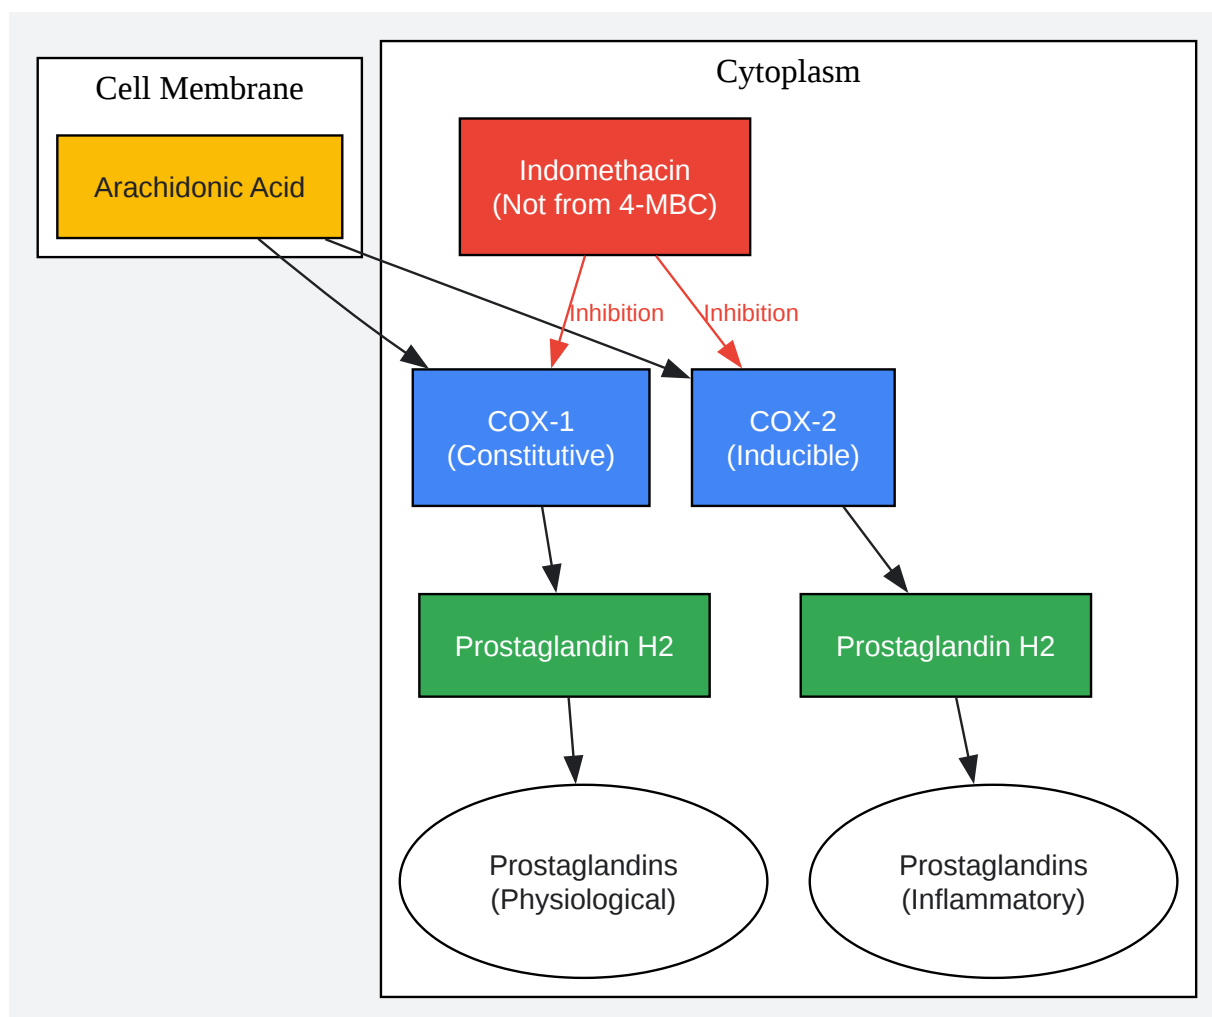 Cell Membrane
Arachidonic Acid
Cytoplasm
Indomethacin
(Not from 4-MBC)
Inhibition
Inhibition
COX-1
(Constitutive)
COX-2
(Inducible)
Prostaglandin H2
Prostaglandin H2
Prostaglandins
(Physiological)
Prostaglandins
(Inflammatory)